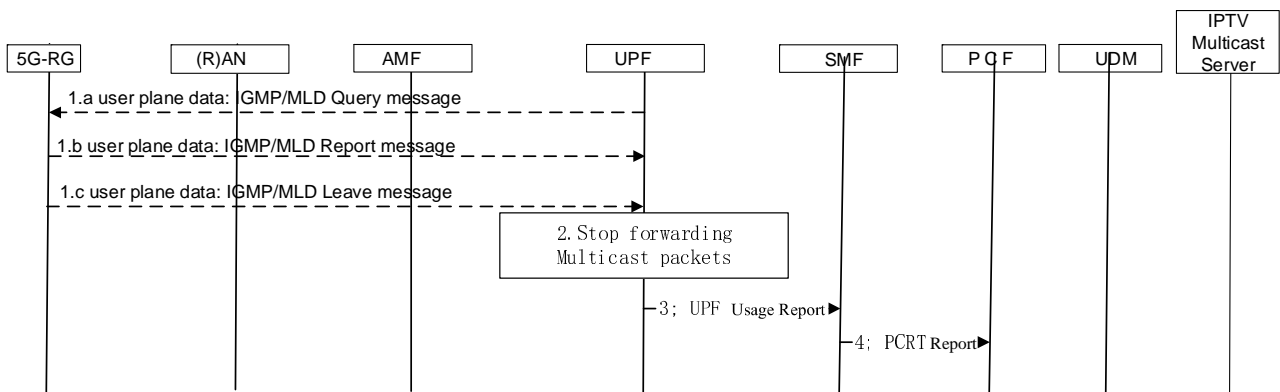 IPTV
Multicast
Server
5G-RG
(R)AN
AMF
UPF
SMF
PCF
UDM
1.a user plane data: IGMP/MLD Query message
1.b user plane data: IGMP/MLD Report message
1.c user plane data: IGMP/MLD Leave message
2.Stop forwarding
Multicast packets
3; UPF Usage Report
4; PCRT Report